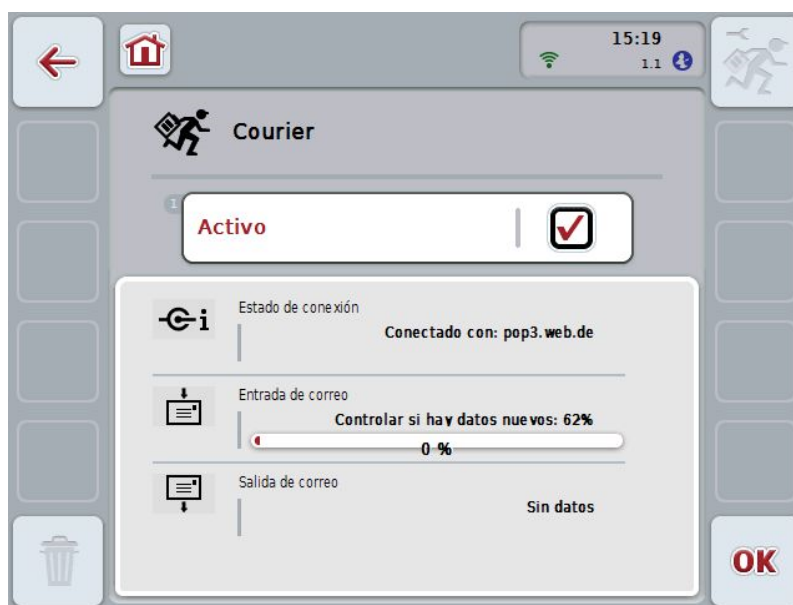 15:19
1.1
Courier
I
Activo
i
Estado de conexión
Conectado con: pop3.web.de
Entrada de correo
Controlar si hay datos nuevos: 62%
0 %
Salida de correo
Sin datos
OK